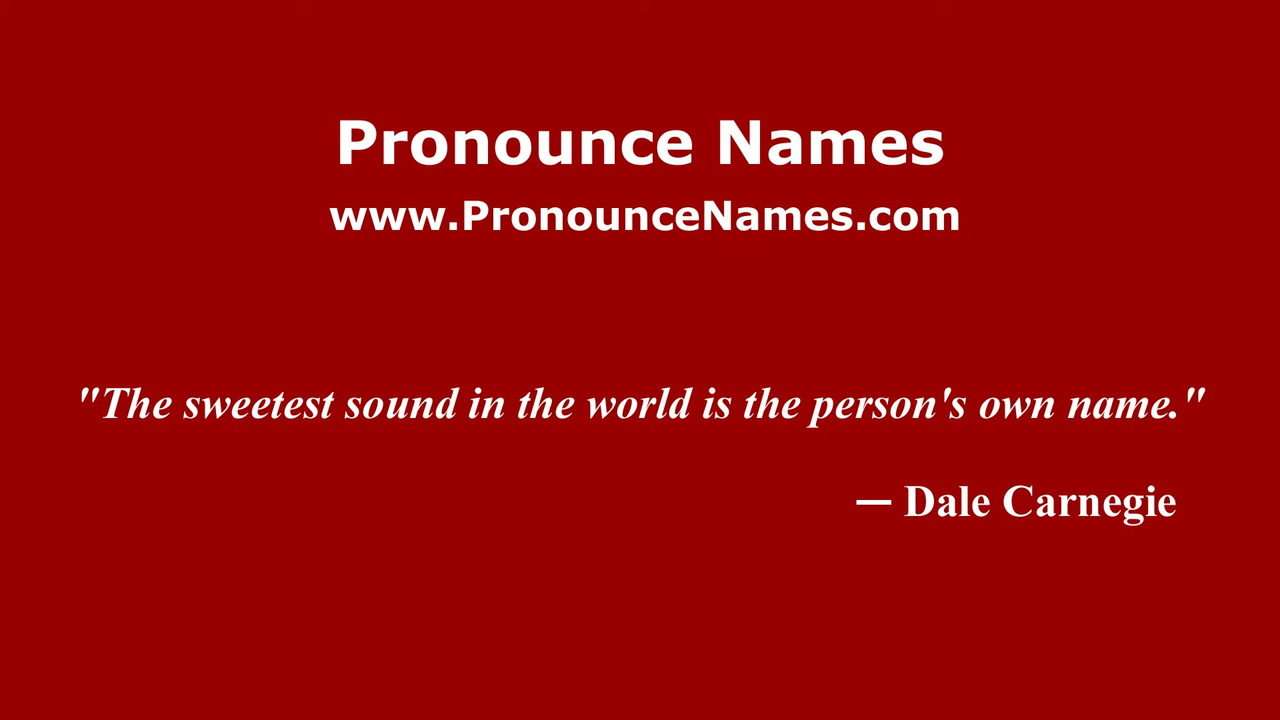 Pronounce Names
www.PronounceNames.com
"The sweetest sound in the world is the person's own name."
— Dale Carnegie